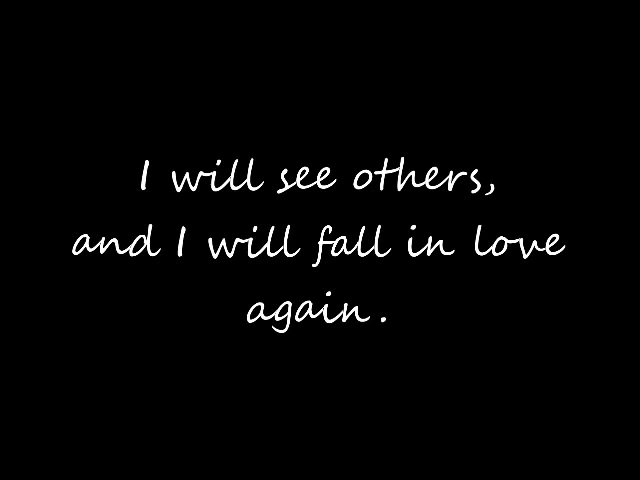 I will see others,
and I will fall in love
again.